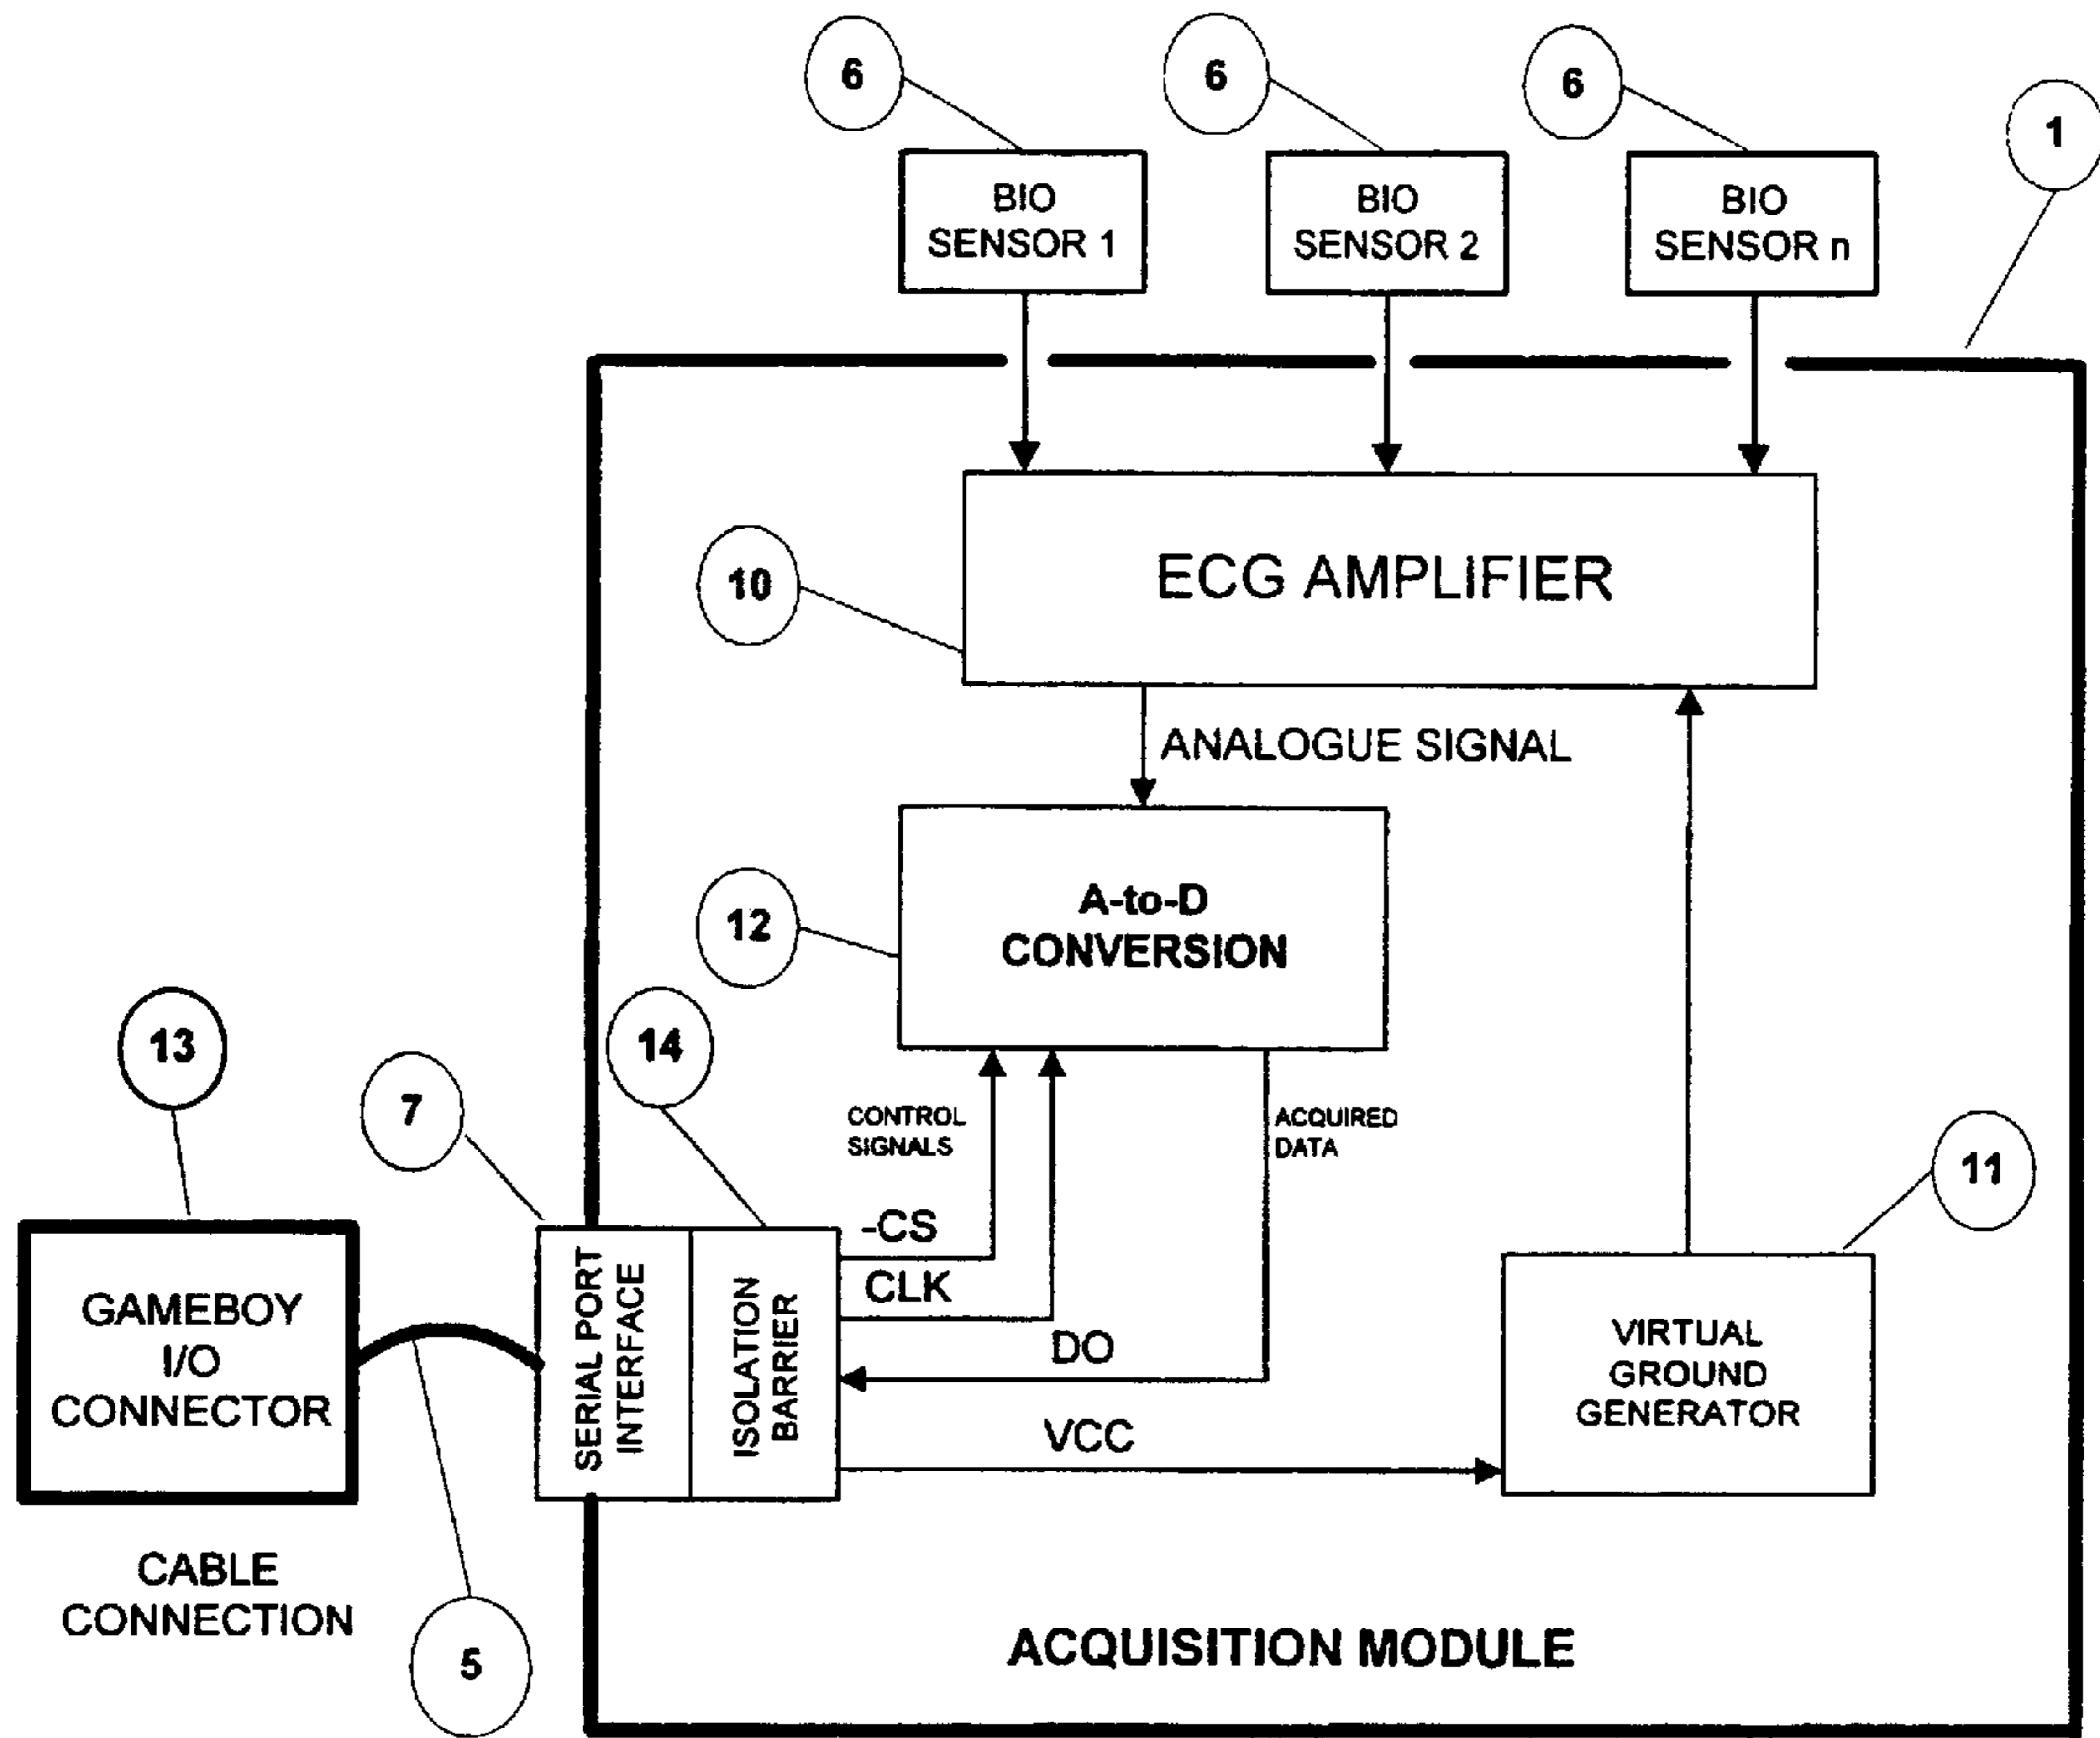 6
6
6
1
BIO
SENSOR 1
BIO
SENSOR 2
BIO
SENSOR n
10
ECG AMPLIFIER
ANALOGUE SIGNAL
12
A-to-D
CONVERSION
13
7
14
CONTROL
SIGNALS
ACQUIRED
DATA
11
GAMEBOY
I/O
CONNECTOR
SERIAL PORT
INTERFACE
ISOLATION
BARRIER
-CS
CLK
DO
VCC
VIRTUAL
GROUND
GENERATOR
CABLE
CONNECTION
5
ACQUISITION MODULE